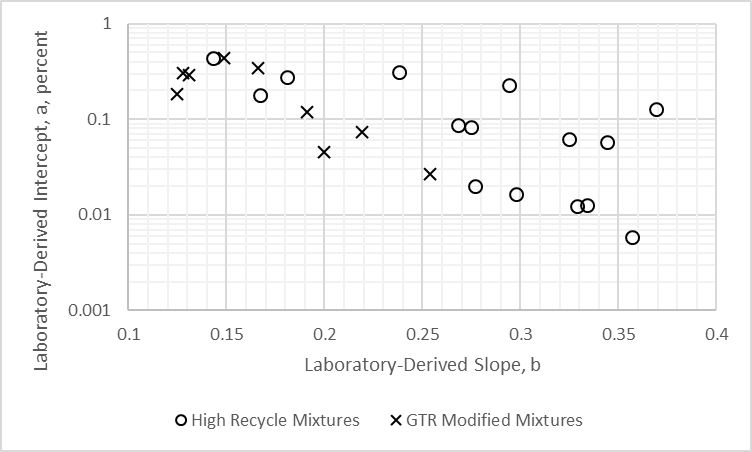 Laboratory-Derived Intercept, a, percent
1
0.1
0.01
0.001
0.1 0.15 0.2 0.25 0.3 0.35 0.4
Laboratory-Derived Slope, b
High Recycle Mixtures GTR Modified Mixtures